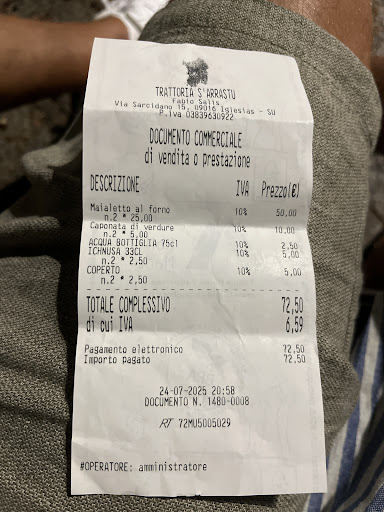 TRATTORIA S'ARRASTU
Fabio Salis
Via Sarcidano 15, 09016 Iglesias - SU
P.Iva 03839630922
DOCUMENTO COMMERCIALE
di vendita o prestazione
DESCRIZIONE IVA Prezzo(€)
Maialetto al forno 10% 50,00
n.2 * 25,00
Caponata di verdure 10% 10,00
n.2 * 5,00
ACQUA BOTTIGLIA 75cl 10% 2,50
ICHNUSA 33CL 10% 5,00
n.2 * 2,50
COPERTO 10% 5,00
n.2 * 2,50
TOTALE COMPLESSIVO 72,50
di cui IVA 6,59
Pagamento elettronico 72,50
Importo pagato 72,50
24-07-2025 20:58
DOCUMENTO N. 1480-0008
RT 72MU5005029
#OPERATORE: amministratore